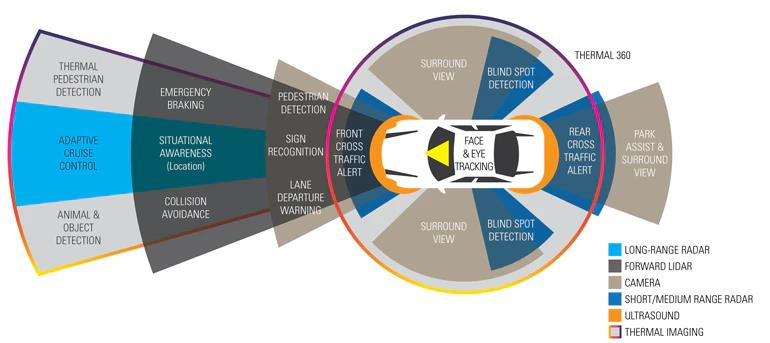 THERMAL
PEDESTRIAN
DETECTION
ADAPTIVE
CRUISE
CONTROL
ANIMAL &
OBJECT
DETECTION
EMERGENCY
BRAKING
SITUATIONAL
AWARENESS
(Location)
COLLISION
AVOIDANCE
PEDESTRIAN
DETECTION
SIGN
RECOGNITION
LANE
DEPARTURE
WARNING
FRONT
CROSS
TRAFFIC
ALERT
SURROUND
VIEW
BLIND SPOT
DETECTION
FACE
& EYE
TRACKING
SURROUND
VIEW
BLIND SPOT
DETECTION
THERMAL 360
REAR
CROSS
TRAFFIC
ALERT
PARK
ASSIST &
SURROUND
VIEW
LONG-RANGE RADAR
FORWARD LIDAR
CAMERA
SHORT/MEDIUM RANGE RADAR
ULTRASOUND
THERMAL IMAGING